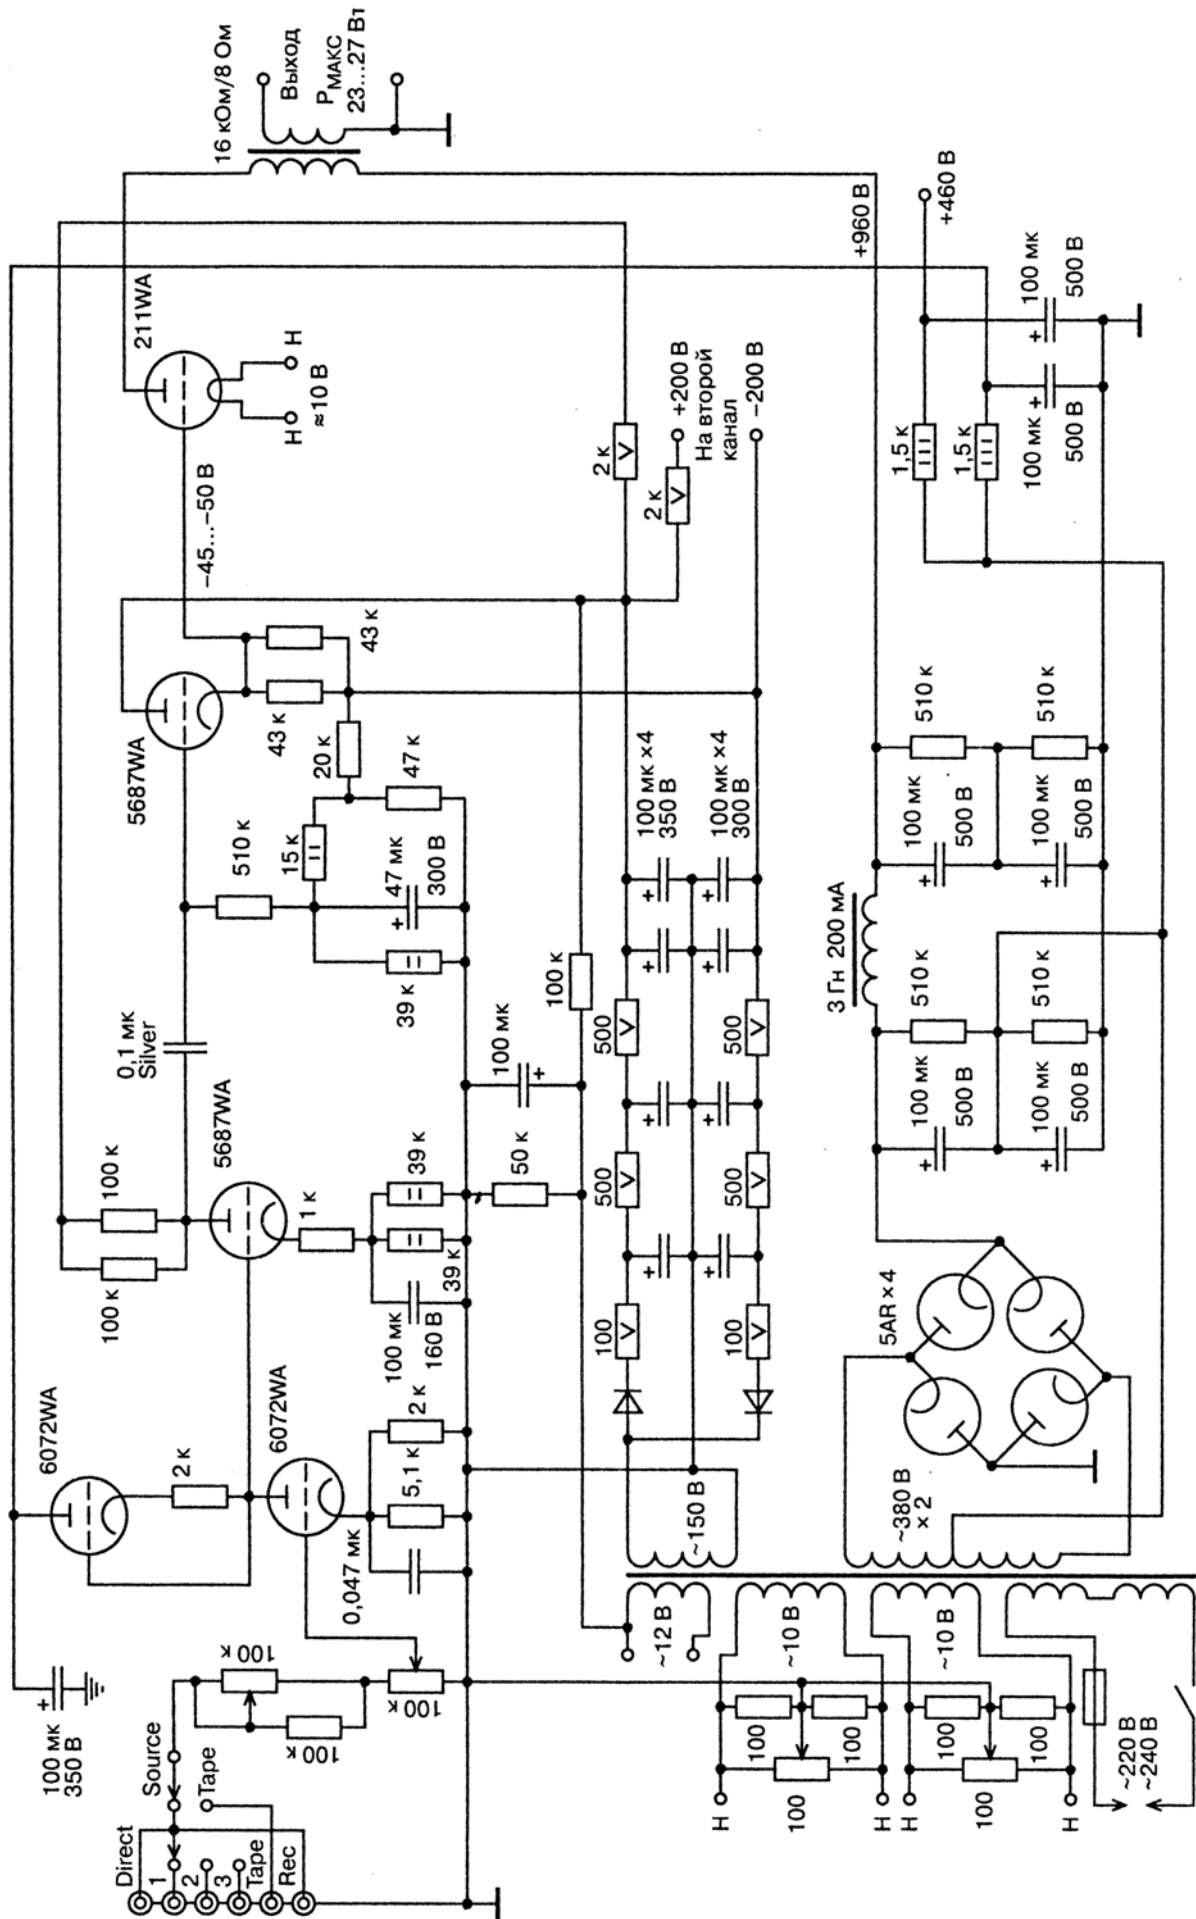 Direct
1
2
3
Tape
Rec
Source
Tape
100 мк
350 В
100 к
100 к
100 к
6072WA
2 к
6072WA
0,047 мк
5,1 к
2 к
100 к
100 к
5687WA
1 к
100 мк
160 В
39 к
39 к
0,1 мк
Silver
510 к
39 к
47 мк
300 В
15 к
20 к
47 к
5687WA
43 к
43 к
−45...−50 В
211WA
Н
Н
≈10 В
16 кОм/8 Ом
Выход
PМАКС
23...27 Вт
50 к
100 мк
100 к
2 к
2 к
+200 В
На второй
канал
−200 В
~12 В
~150 В
100
500
500
100 мк ×4
350 В
100
500
500
100 мк ×4
300 В
Н
100
100
100
Н
~10 В
Н
100
100
100
Н
~10 В
~220 В
~240 В
~380 В
× 2
5AR × 4
100 мк
500 В
510 к
100 мк
500 В
510 к
3 Гн 200 мА
100 мк
500 В
510 к
100 мк
500 В
510 к
1,5 к
1,5 к
100 мк
500 В
100 мк
500 В
+960 В
+460 В